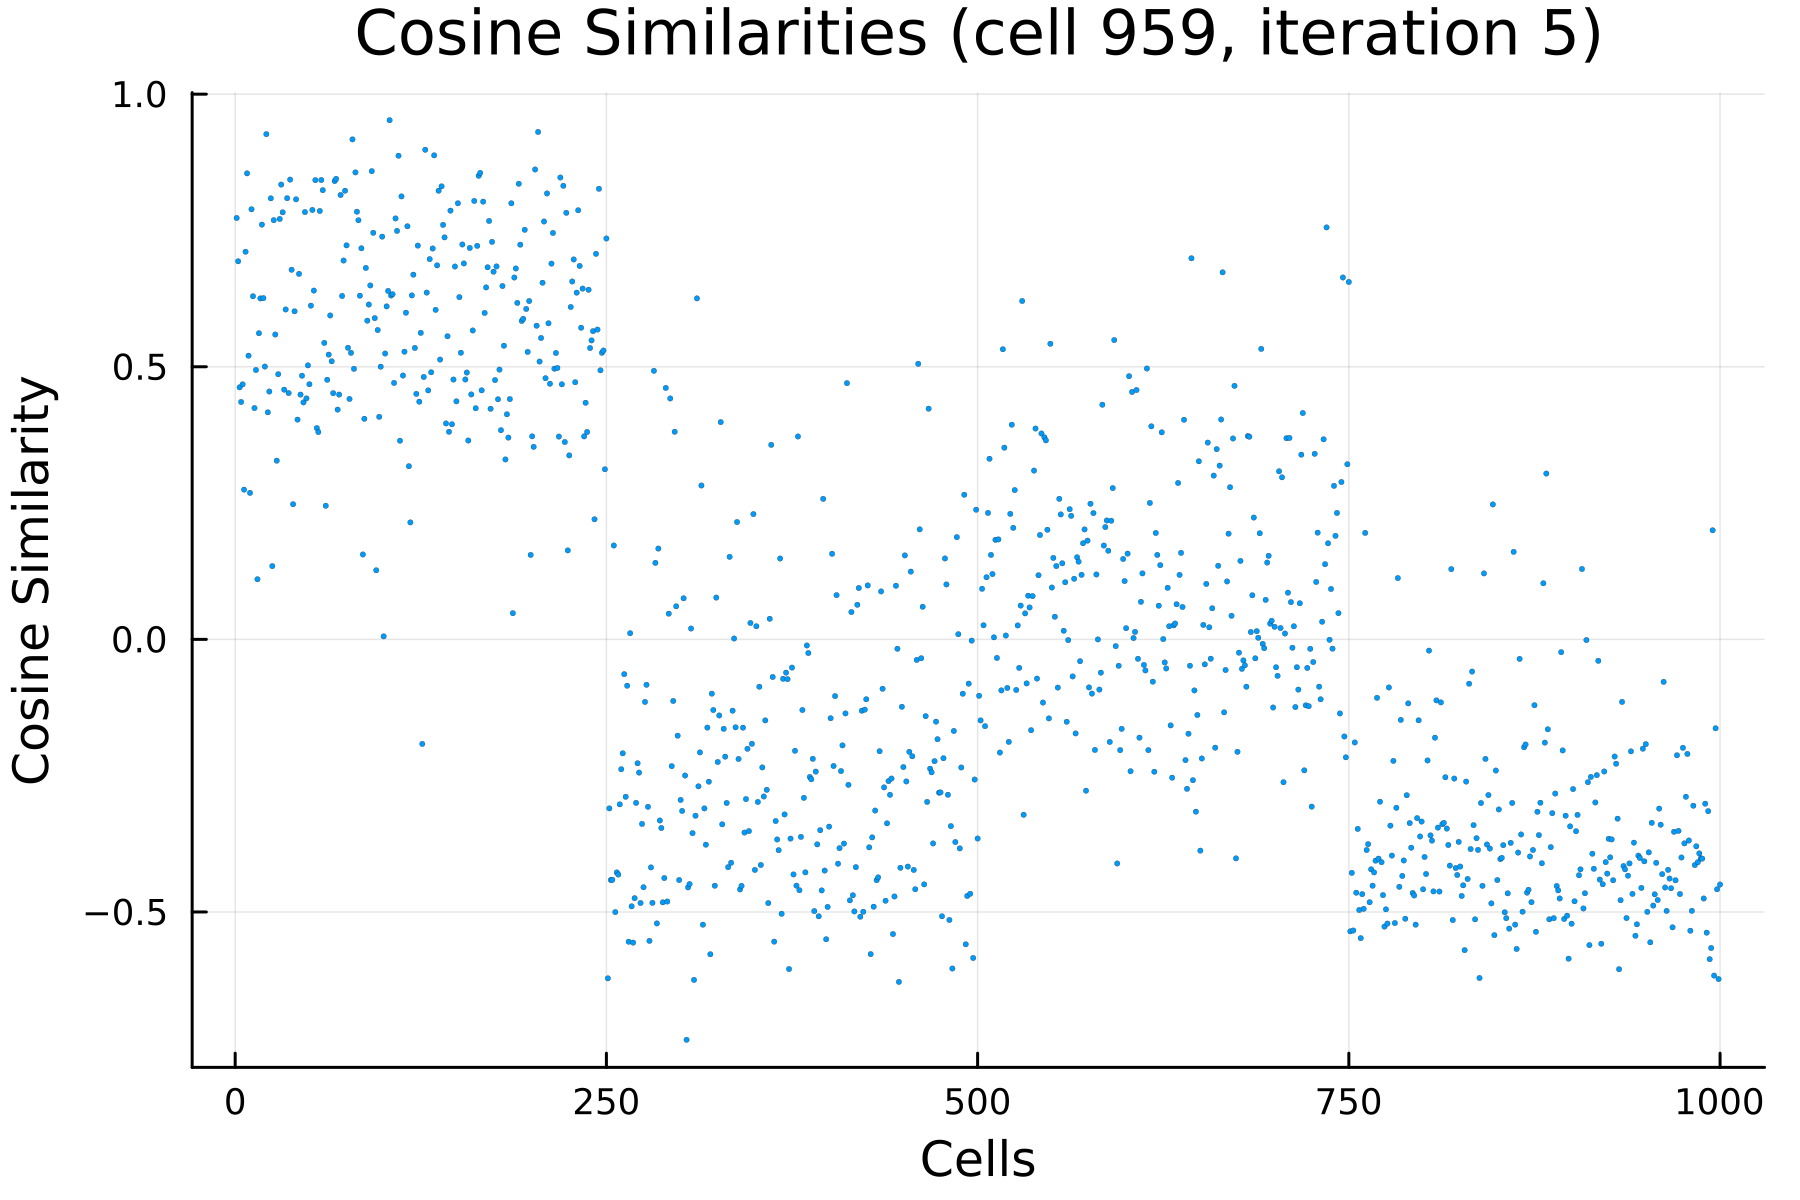 Cosine Similarities (cell 959, iteration 5)
1.0
0.5
0.0
−0.5
Cosine Similarity
0 250 500 750 1000
Cells